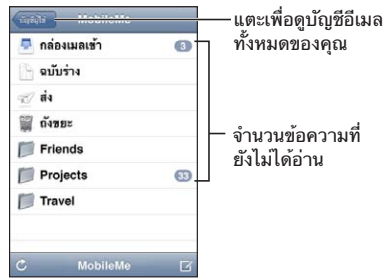 บัญชีผู้ใช้ MobileMe
แตะเพื่อดูบัญชีอีเมล
ทั้งหมดของคุณ
กล่องเมลเข้า 3
ฉบับร่าง
ส่ง
ถังขยะ
จำนวนข้อความที่
ยังไม่ได้อ่าน
Friends
Projects 33
Travel
MobileMe